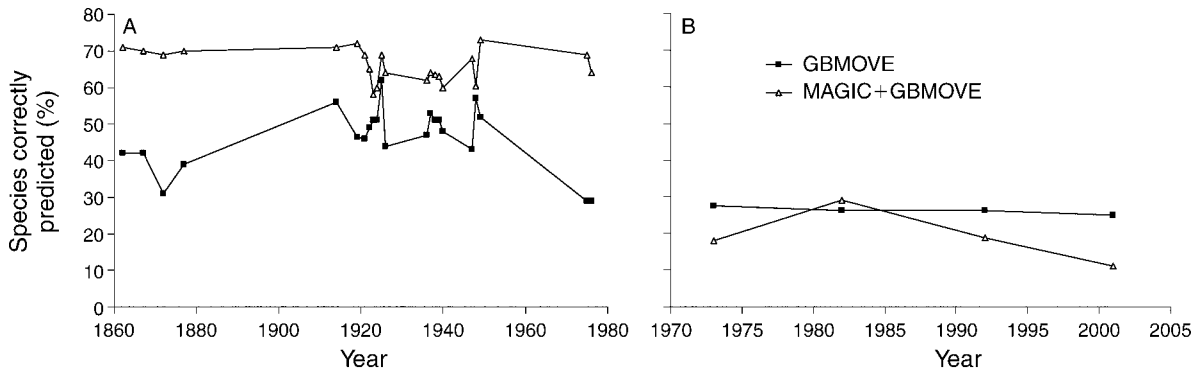 Species correctly
predicted (%)
A
80
70
60
50
40
30
20
10
0
1860 1880 1900 1920 1940 1960 1980
Year
B
GBMOVE
MAGIC+GBMOVE
1970 1975 1980 1985 1990 1995 2000 2005
Year